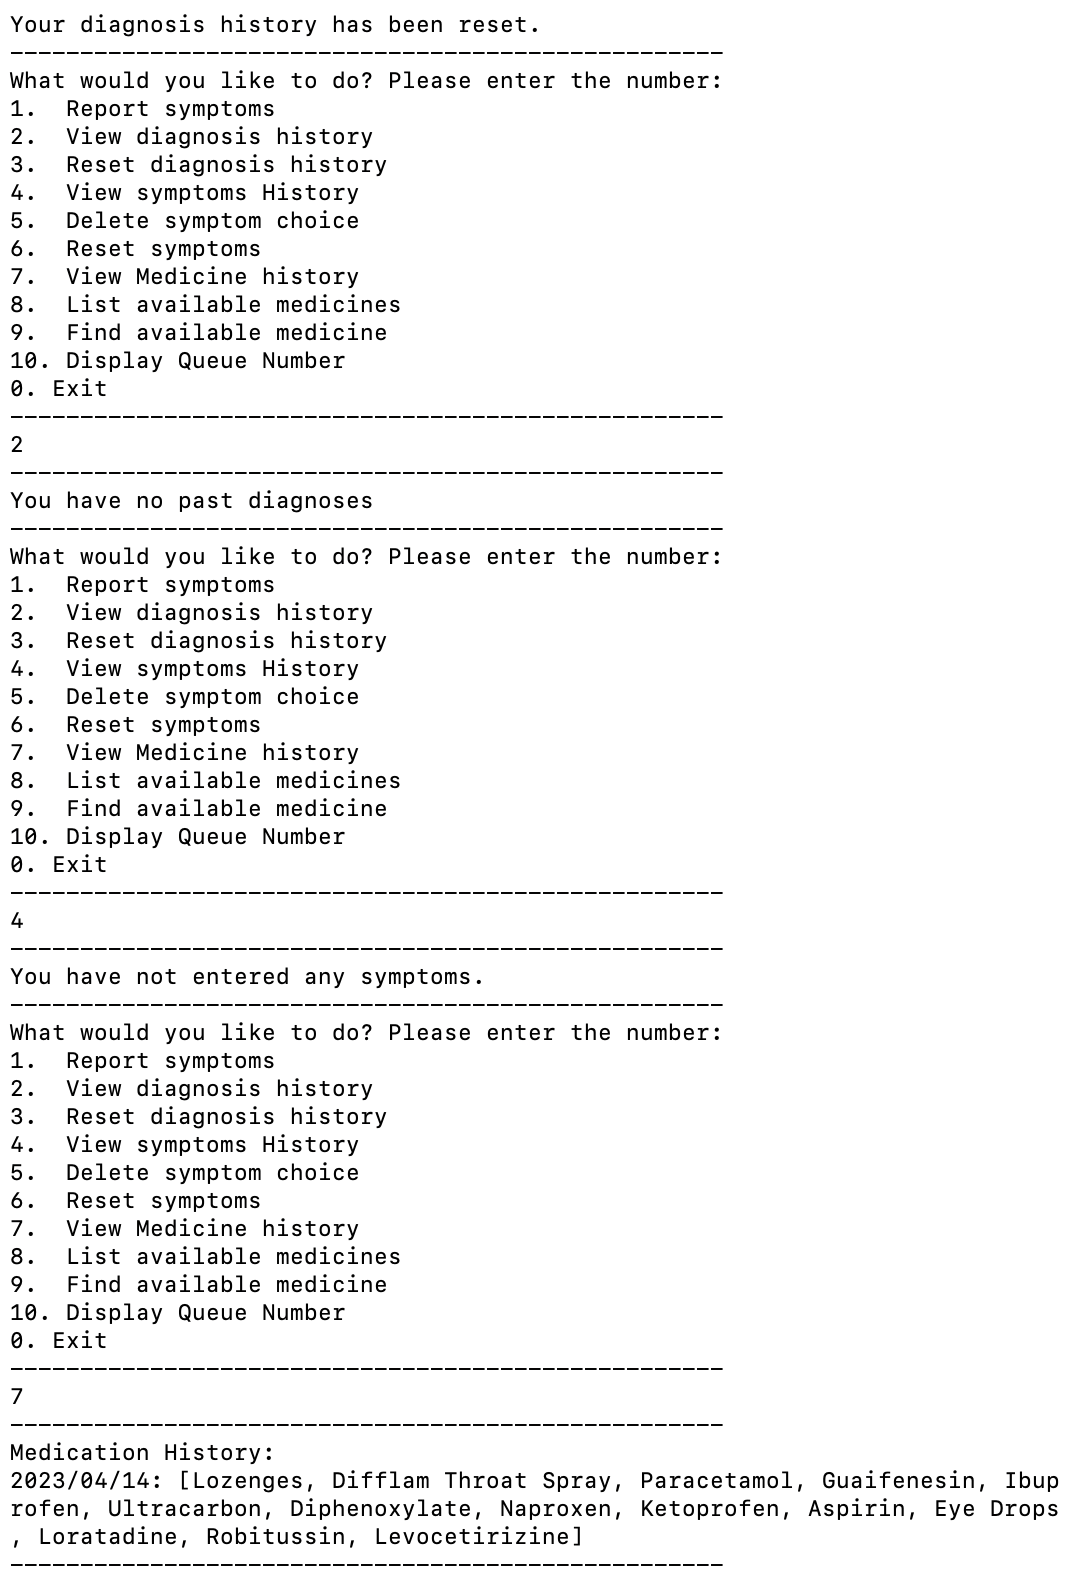 Your diagnosis history has been reset.
---------------------------------------------------
What would you like to do? Please enter the number:
1.  Report symptoms
2.  View diagnosis history
3.  Reset diagnosis history
4.  View symptoms History
5.  Delete symptom choice
6.  Reset symptoms
7.  View Medicine history
8.  List available medicines
9.  Find available medicine
10. Display Queue Number
0. Exit
---------------------------------------------------
2
---------------------------------------------------
You have no past diagnoses
---------------------------------------------------
What would you like to do? Please enter the number:
1.  Report symptoms
2.  View diagnosis history
3.  Reset diagnosis history
4.  View symptoms History
5.  Delete symptom choice
6.  Reset symptoms
7.  View Medicine history
8.  List available medicines
9.  Find available medicine
10. Display Queue Number
0. Exit
---------------------------------------------------
4
---------------------------------------------------
You have not entered any symptoms.
---------------------------------------------------
What would you like to do? Please enter the number:
1.  Report symptoms
2.  View diagnosis history
3.  Reset diagnosis history
4.  View symptoms History
5.  Delete symptom choice
6.  Reset symptoms
7.  View Medicine history
8.  List available medicines
9.  Find available medicine
10. Display Queue Number
0. Exit
---------------------------------------------------
7
---------------------------------------------------
Medication History:
2023/04/14: [Lozenges, Difflam Throat Spray, Paracetamol, Guaifenesin, Ibup
rofen, Ultracarbon, Diphenoxylate, Naproxen, Ketoprofen, Aspirin, Eye Drops
, Loratadine, Robitussin, Levocetirizine]
---------------------------------------------------